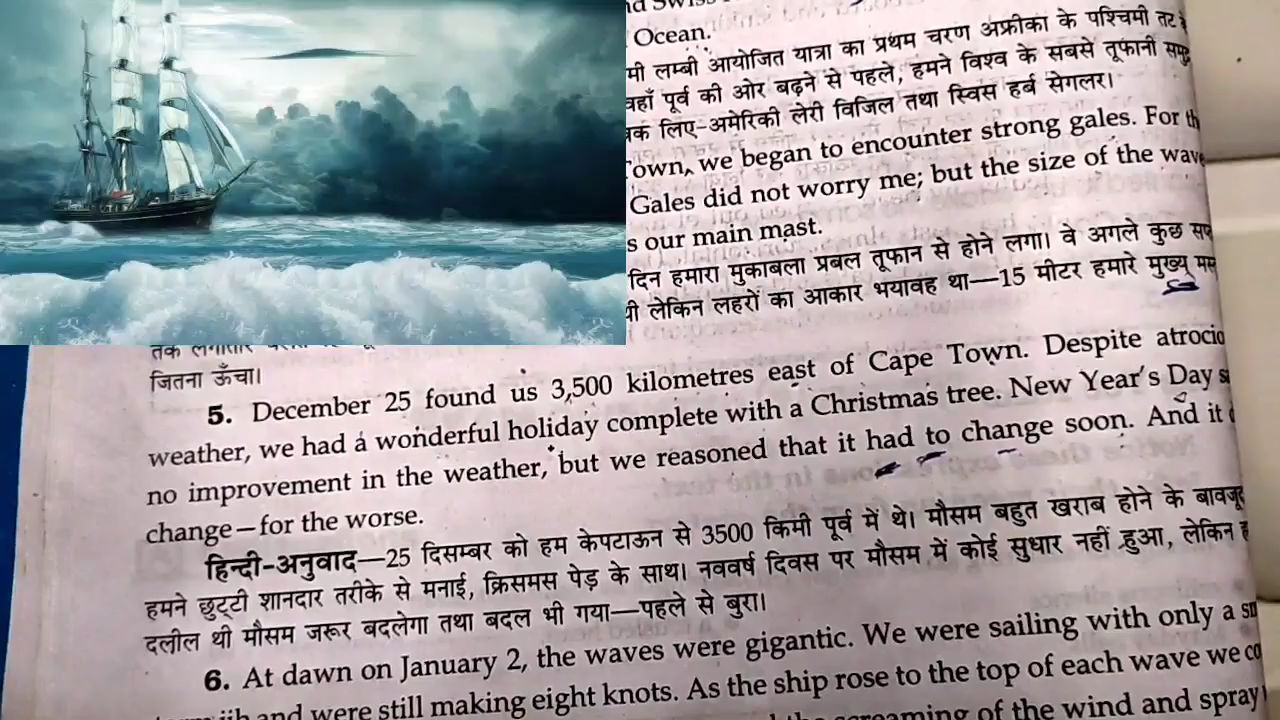 Ocean.
लम्बी आयोजित यात्रा का प्रथम चरण अफ्रीका के पश्चिमी तट
पूर्व की ओर बढ़ने से पहले, हमने विश्व के सबसे तूफानी
लिए-अमेरिकी लेरी विजिल तथा स्विस हर्ब सेगलर।
we began to encounter strong gales. For
Gales did not worry me; but the size of the
our main mast.
दिन हमारा मुकाबला प्रबल तूफान से होने लगा। वे अगले कुछ
लेकिन लहरों का आकार भयावह था—15 मीटर हमारे मुख्य
जितना ऊँचा।
5. December 25 found us 3,500 kilometres east of Cape Town. Despite
weather, we had a wonderful holiday complete with a Christmas tree. New Year's Day
no improvement in the weather, but we reasoned that it had to change soon. And it
change—for the worse.
हिन्दी-अनुवाद—25 दिसम्बर को हम केपटाऊन से 3500 किमी पूर्व में थे। मौसम बहुत खराब होने के
हमने छुट्टी शानदार तरीके से मनाई, क्रिसमस पेड़ के साथ। नववर्ष दिवस पर मौसम में कोई सुधार नहीं हुआ, लेकिन
दलील थी मौसम जरूर बदलेगा तथा बदल भी गया—पहले से बुरा।
6. At dawn on January 2, the waves were gigantic. We were sailing with only a
and were still making eight knots. As the ship rose to the top of each wave we
of the wind and spray